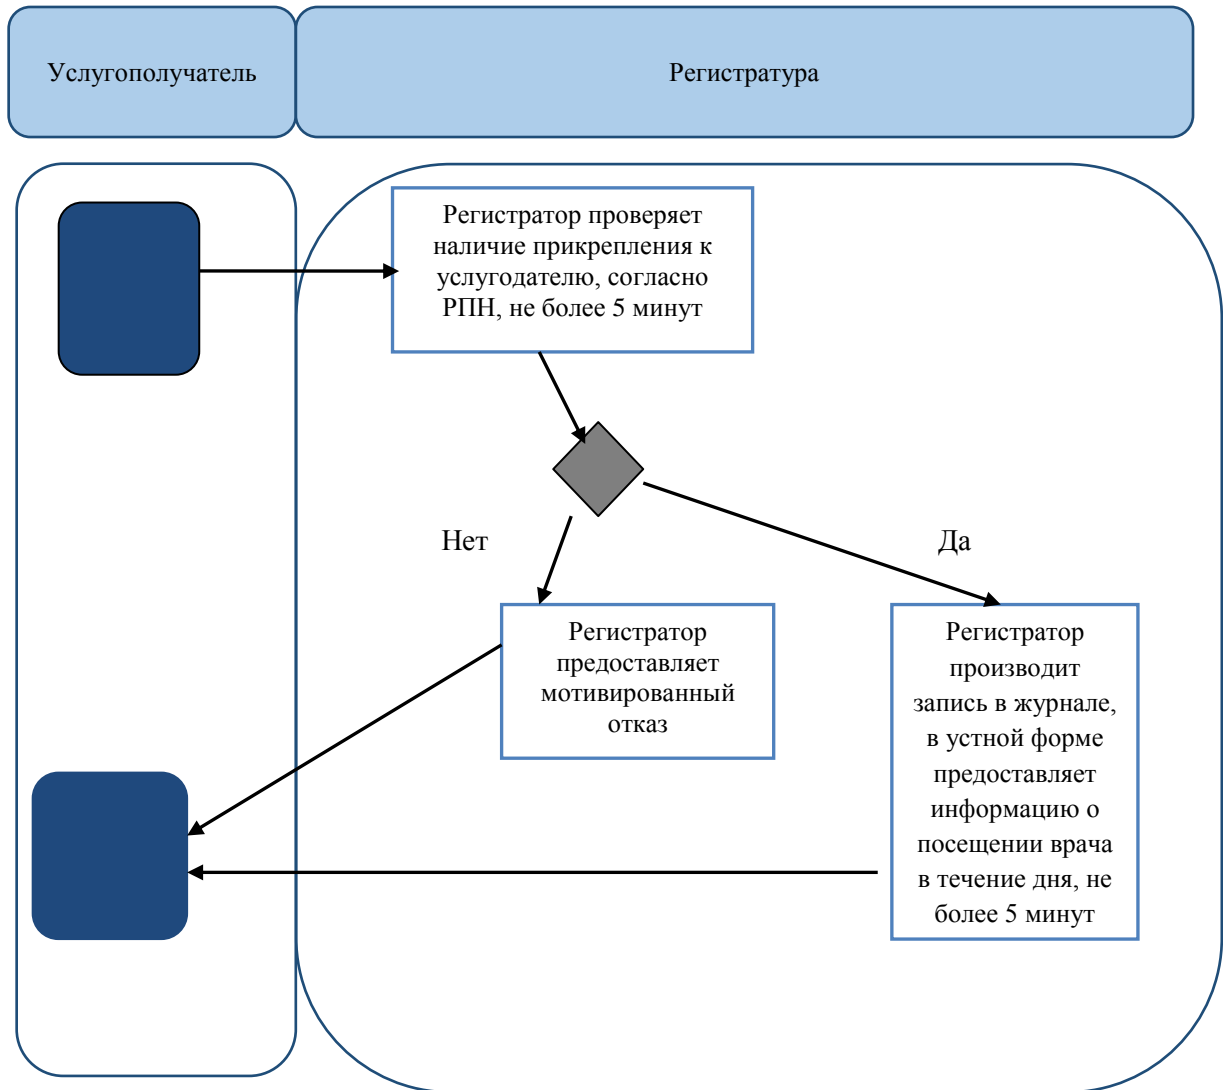 Услугополучатель
Регистратура
Регистратор проверяет
наличие прикрепления к
услугодателю, согласно
РПН, не более 5 минут
Нет
Да
Регистратор
предоставляет
мотивированный
отказ
Регистратор
производит
запись в журнале,
в устной форме
предоставляет
информацию о
посещении врача
в течение дня, не
более 5 минут